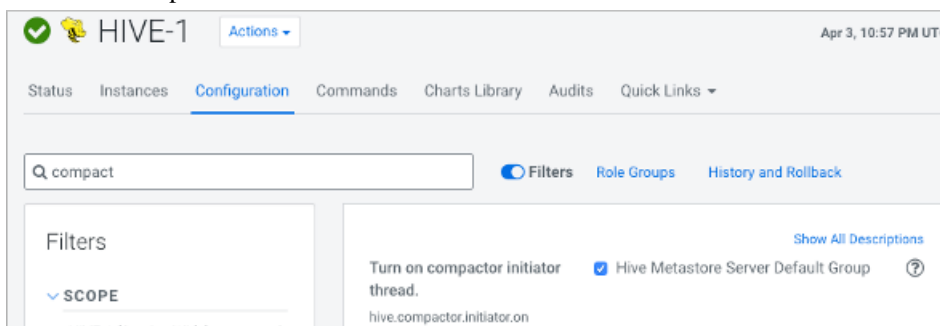 HIVE-1 Actions Apr 3, 10:57 PM UT
Status Instances Configuration Commands Charts Library Audits Quick Links
compact Filters Role Groups History and Rollback
Filters
Show All Descriptions
Turn on compactor initiator thread.
Hive Metastore Server Default Group
SCOPE
hive.compactor.initiator.on